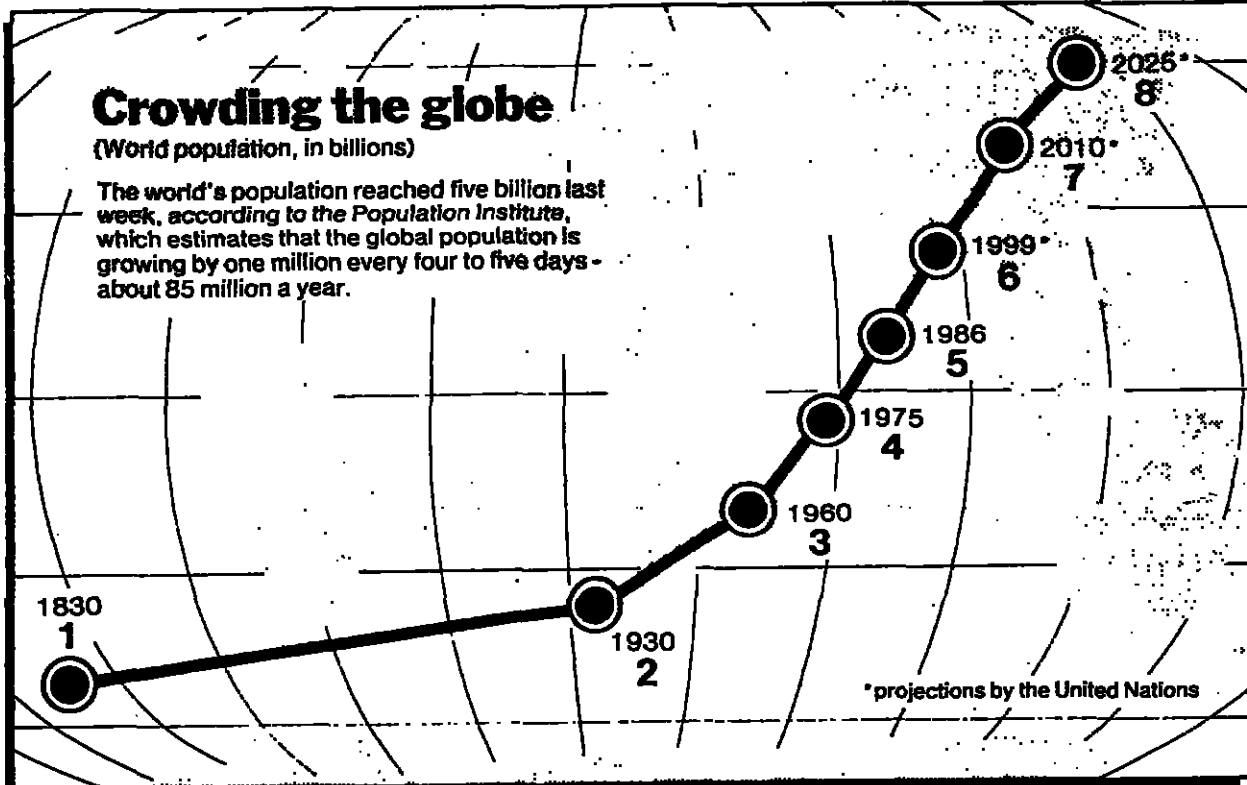 Crowding the globe
(World population, in billions)
The world's population reached five billion last
week, according to the Population Institute,
which estimates that the global population is
growing by one million every four to five days -
about 85 million a year.
2025*
8
2010*
7
1999*
6
1986
5
1975
4
1960
3
1930
2
1830
1
*projections by the United Nations